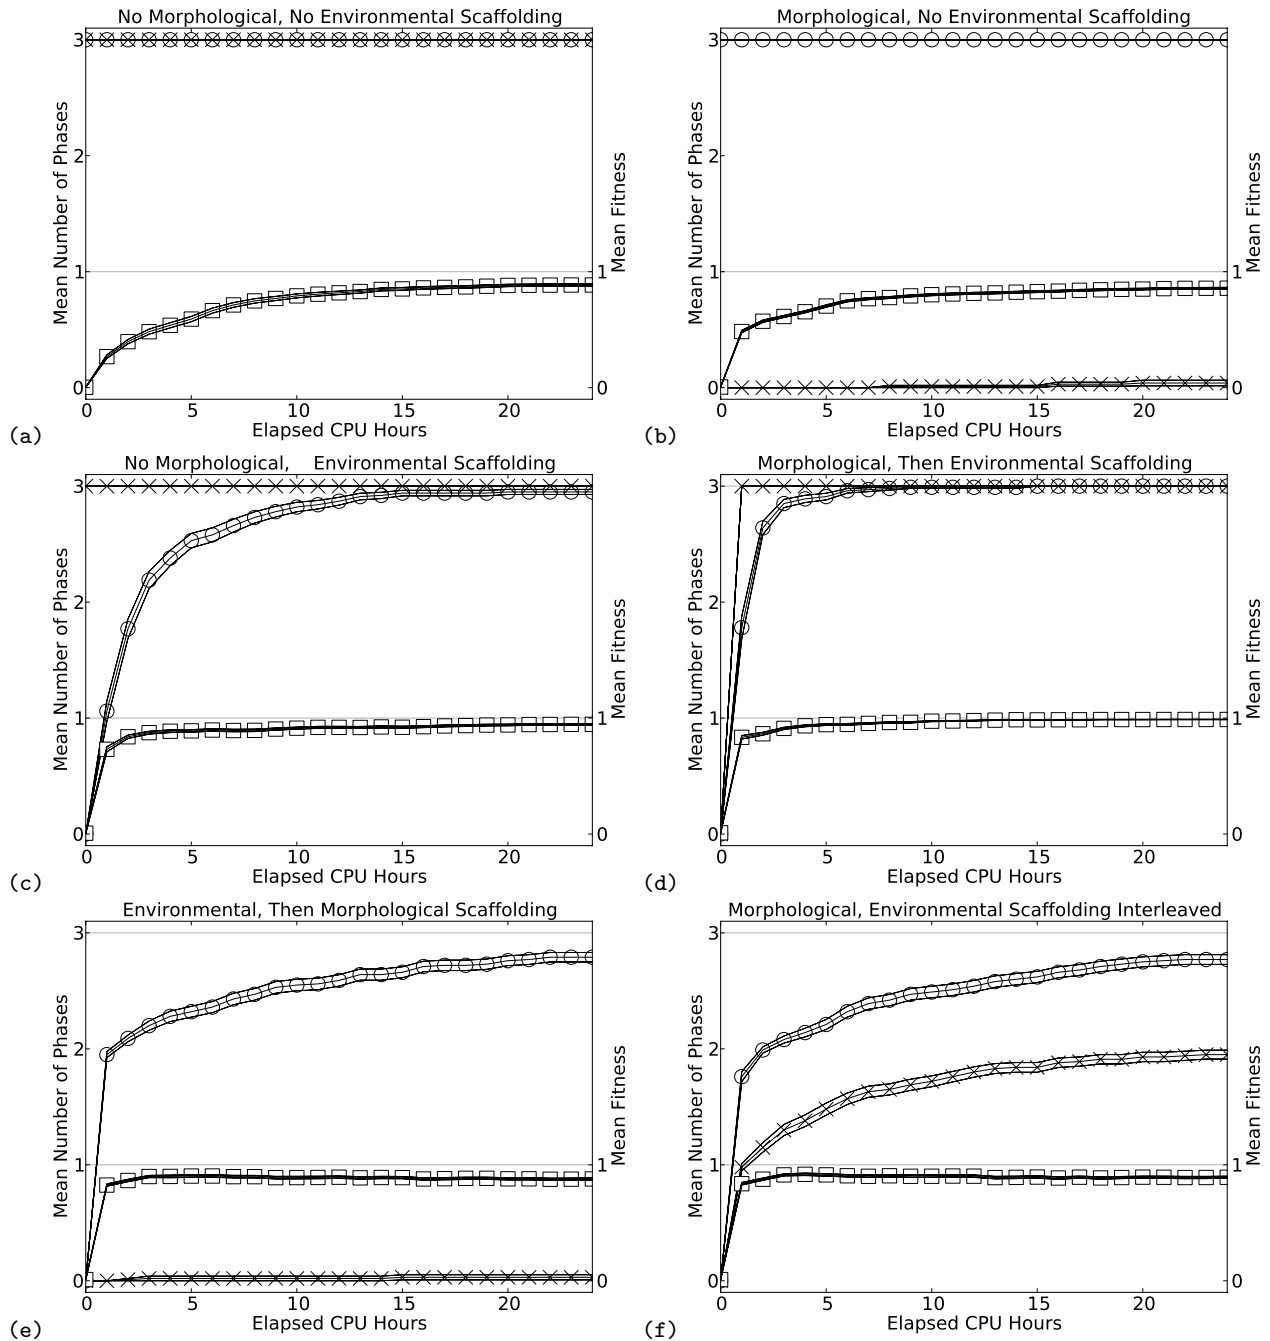 No Morphological, No Environmental Scaffolding
3
2
1
0
Mean Number of Phases
1
0
Mean Fitness
0 5 10 15 20
Elapsed CPU Hours
(a)
Morphological, No Environmental Scaffolding
3
2
1
0
Mean Number of Phases
1
0
Mean Fitness
0 5 10 15 20
Elapsed CPU Hours
(b)
No Morphological, Environmental Scaffolding
3
2
1
0
Mean Number of Phases
1
0
Mean Fitness
0 5 10 15 20
Elapsed CPU Hours
(c)
Morphological, Then Environmental Scaffolding
3
2
1
0
Mean Number of Phases
1
0
Mean Fitness
0 5 10 15 20
Elapsed CPU Hours
(d)
Environmental, Then Morphological Scaffolding
3
2
1
0
Mean Number of Phases
1
0
Mean Fitness
0 5 10 15 20
Elapsed CPU Hours
(e)
Morphological, Environmental Scaffolding Interleaved
3
2
1
0
Mean Number of Phases
1
0
Mean Fitness
0 5 10 15 20
Elapsed CPU Hours
(f)